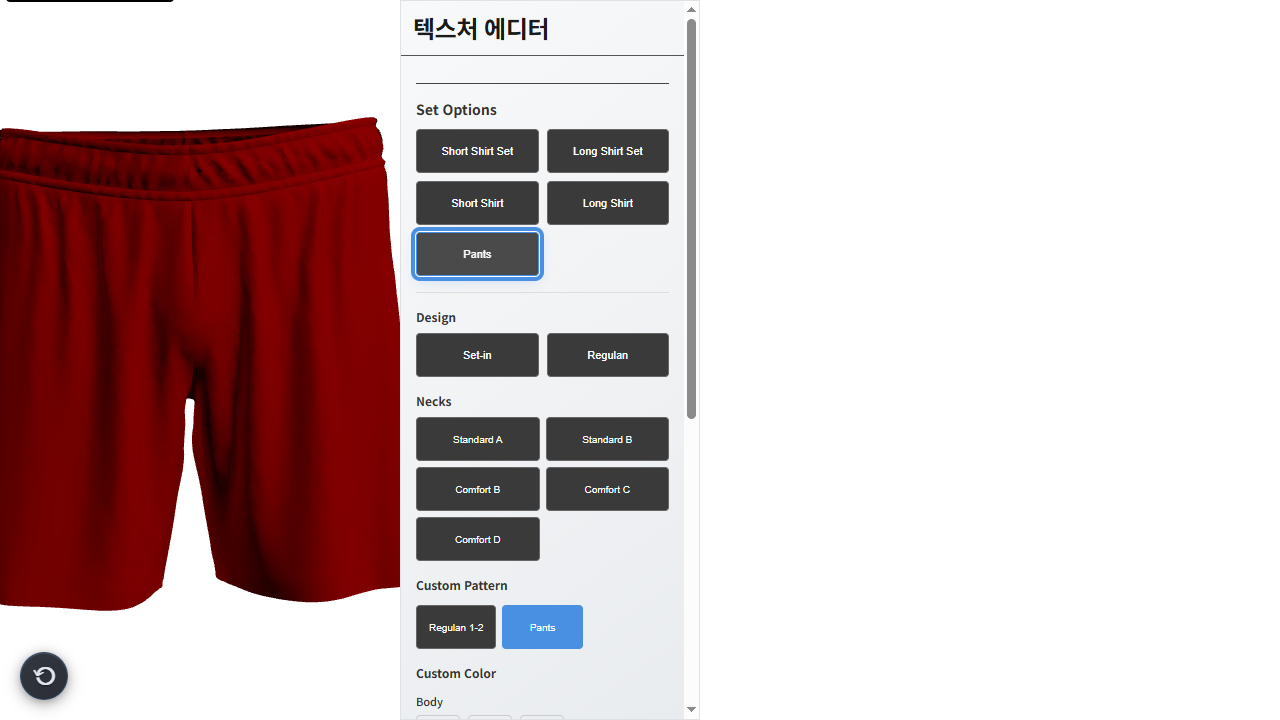 텍스처 에디터
Set Options
Short Shirt Set
Long Shirt Set
Short Shirt
Long Shirt
Pants
Design
Set-in
Regulan
Necks
Standard A
Standard B
Comfort B
Comfort C
Comfort D
Custom Pattern
Regulan 1-2
Pants
Custom Color
Body